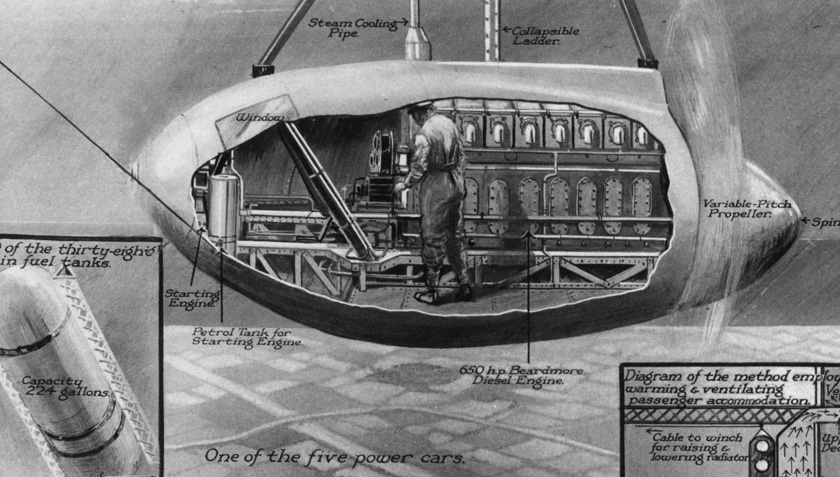 Steam Cooling
Pipe.
Collapsible
Ladder.
Window
Variable-Pitch
Propeller.
of the thirty-eight
in fuel tanks.
Starting
Engine
Petrol Tank for
Starting Engine.
Capacity
224 gallons.
650 h.p. Beardmore
Diesel Engine.
One of the five power cars.
Diagram of the method
warming & ventilating
passenger accommodation.
Cable to winch
for raising &
lowering radiator